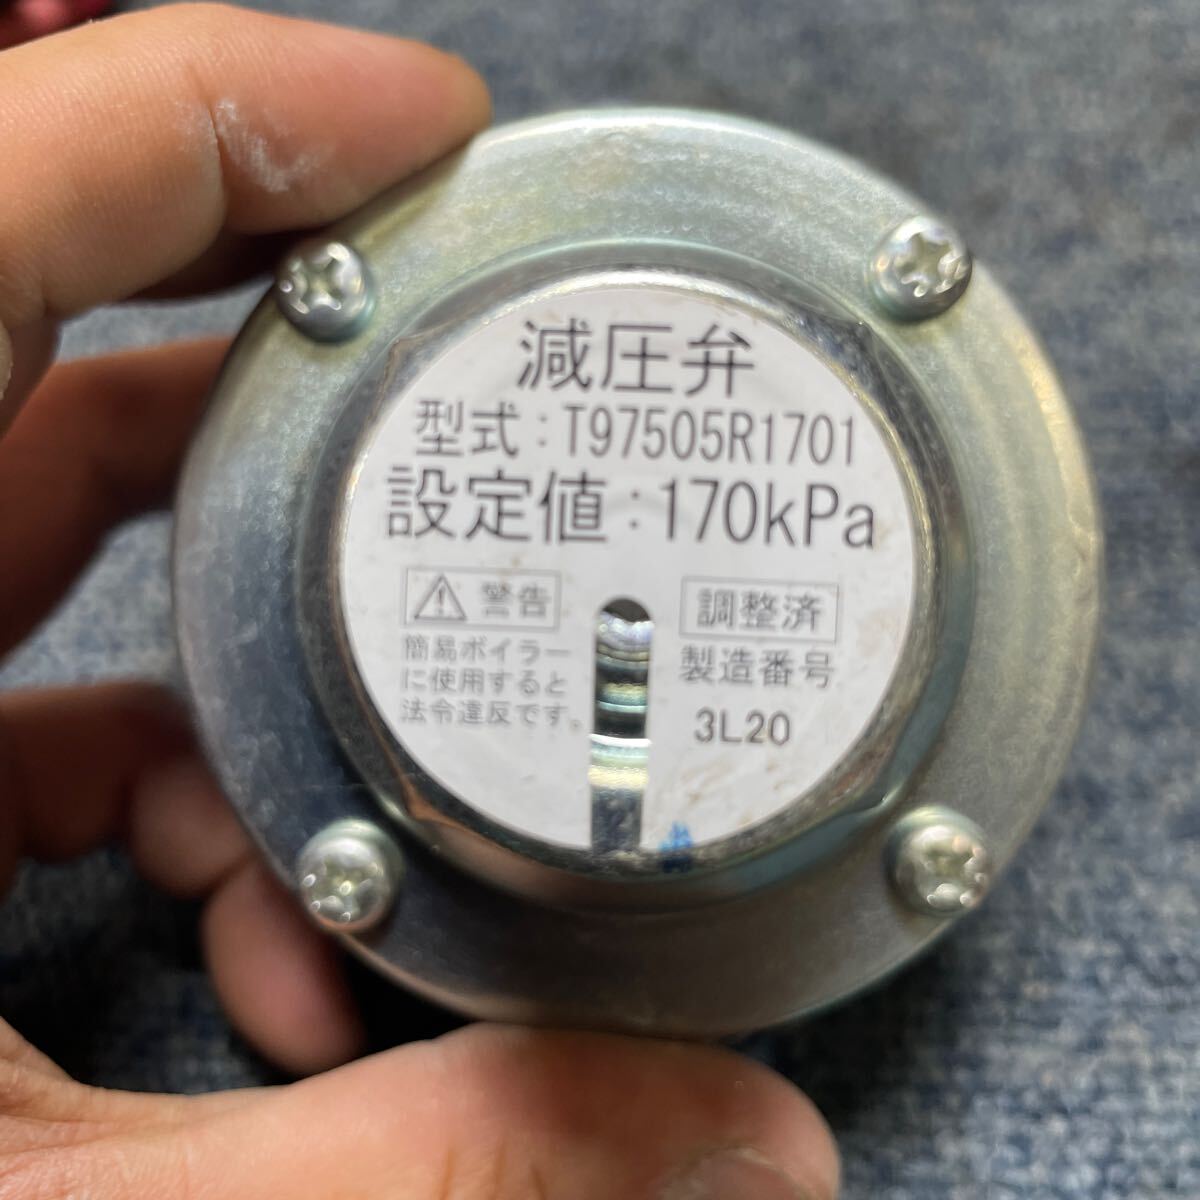 減圧弁
型式:T97505R1701
設定値:170kPa
警告
簡易ボイラー
に使用すると
法令違反です。
調整済
製造番号
3L20